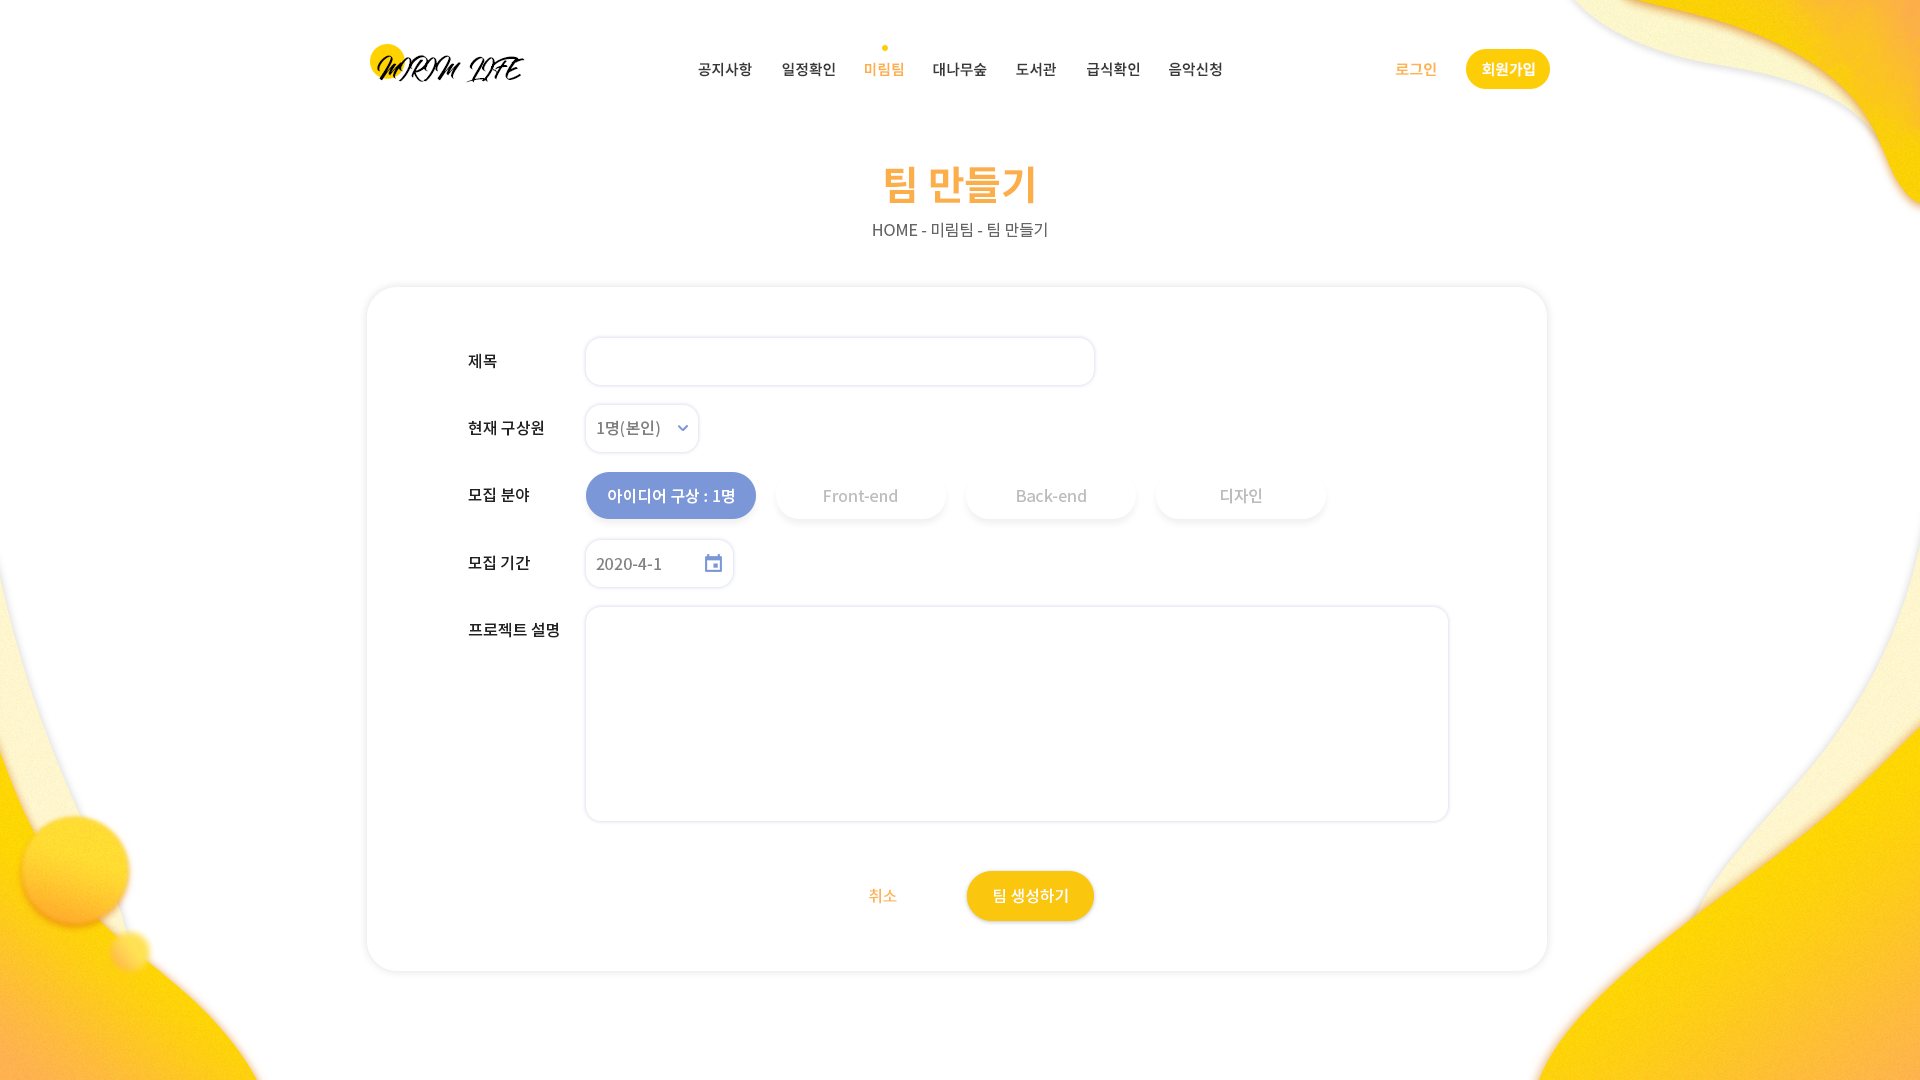 MIRIM LIFE
공지사항 일정확인 미림팀 대나무숲 도서관 급식확인 음악신청 로그인 회원가입
팀 만들기
HOME - 미림팀 - 팀 만들기
제목
현재 구상원 1명(본인)
모집 분야 아이디어 구상 : 1명 Front-end Back-end 디자인
모집 기간 2020-4-1
프로젝트 설명
취소 팀 생성하기